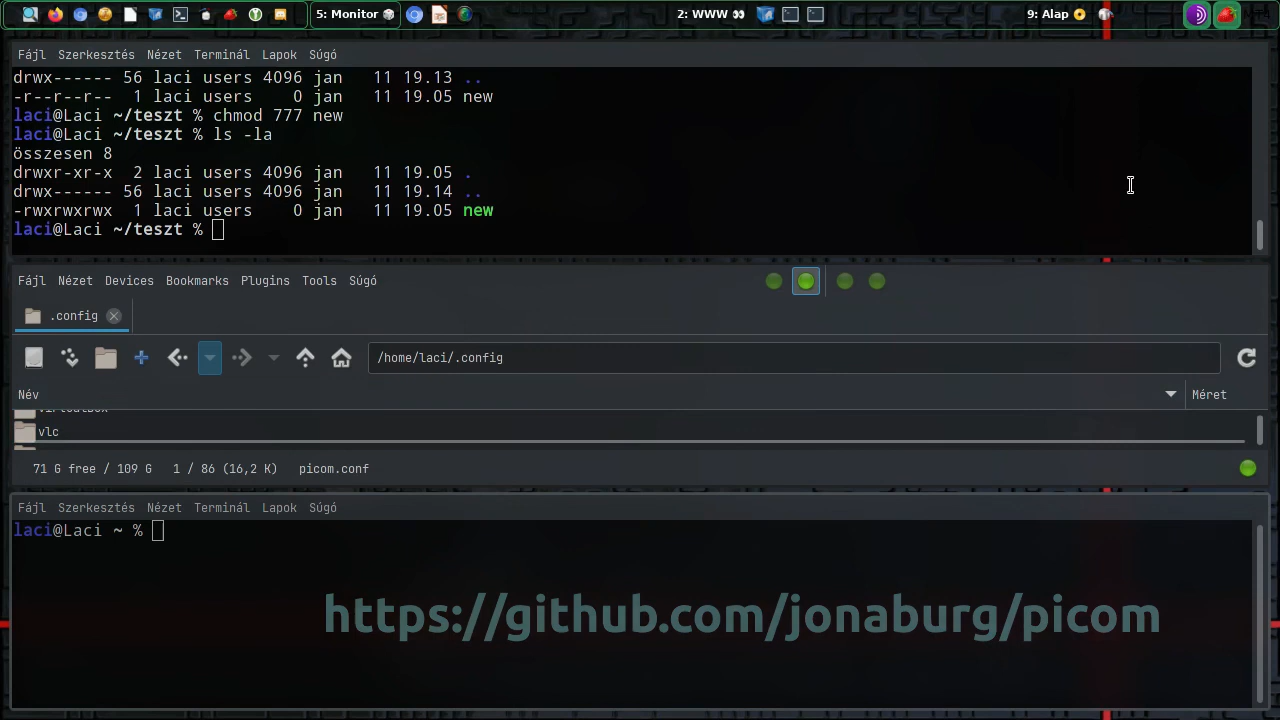 5: Monitor
2: WWW
9: Alap
Fájl Szerkesztés Nézet Terminál Lapok Súgó
drwx------ 56 laci users 4096 jan   11 19.13 ..
-r--r--r--  1 laci users    0 jan   11 19.05 new
laci@Laci ~/teszt % chmod 777 new
laci@Laci ~/teszt % ls -la
összesen 8
drwxr-xr-x  2 laci users 4096 jan   11 19.05 .
drwx------ 56 laci users 4096 jan   11 19.14 ..
-rwxrwxrwx  1 laci users    0 jan   11 19.05 new
laci@Laci ~/teszt %
Fájl Nézet Devices Bookmarks Plugins Tools Súgó
.config
/home/laci/.config
Név Méret
VirtualBox
vlc
71 G free / 109 G 1 / 86 (16,2 K) picom.conf
Fájl Szerkesztés Nézet Terminál Lapok Súgó
laci@Laci ~ %
https://github.com/jonaburg/picom